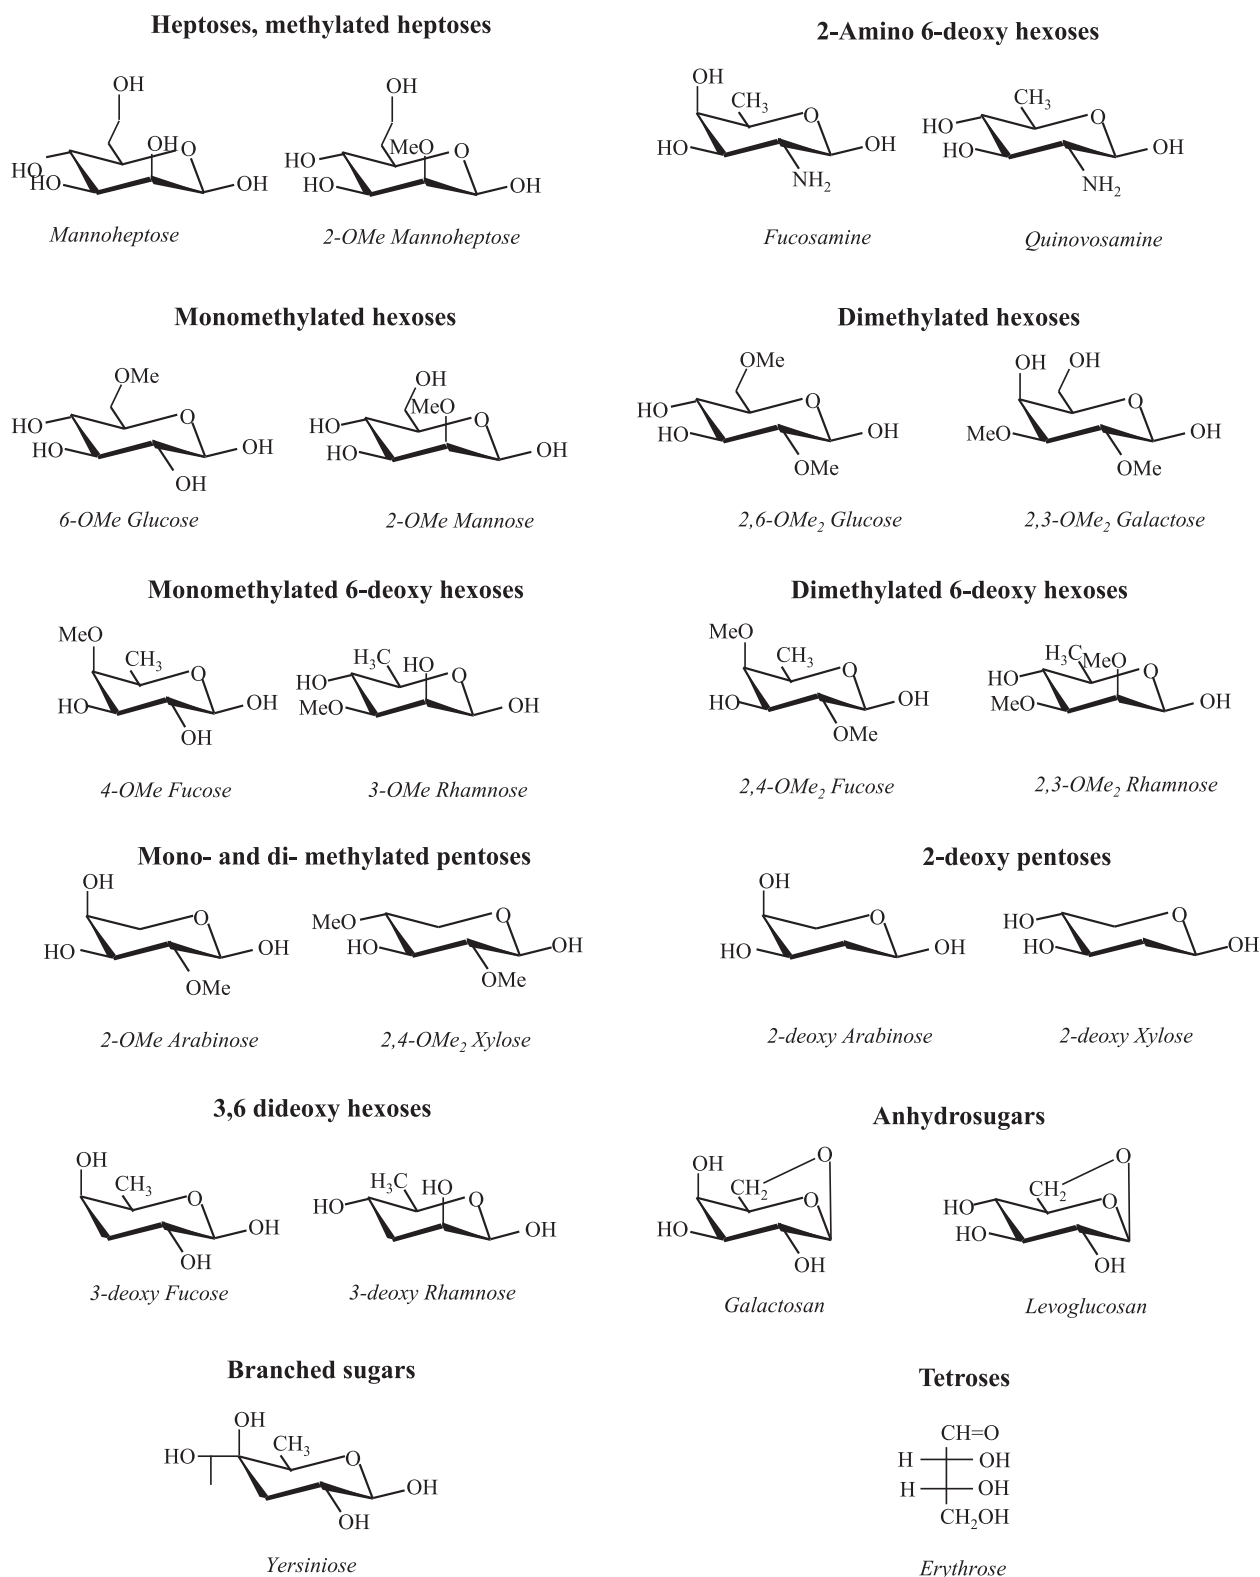 Heptoses, methylated heptoses
OH
OH
O
HO
HO
OH
Mannoheptose
OH
MeO
O
HO
HO
OH
2-OMe Mannoheptose
2-Amino 6-deoxy hexoses
OH
CH₃
O
HO
OH
NH₂
Fucosamine
CH₃
O
HO
HO
OH
NH₂
Quinovosamine
Monomethylated hexoses
OMe
O
HO
HO
OH
OH
6-OMe Glucose
OH
MeO
O
HO
HO
OH
2-OMe Mannose
Dimethylated hexoses
OMe
O
HO
HO
OH
OMe
2,6-OMe₂ Glucose
OH
OH
O
MeO
OH
OMe
2,3-OMe₂ Galactose
Monomethylated 6-deoxy hexoses
MeO
CH₃
O
HO
OH
OH
4-OMe Fucose
H₃C
HO
O
HO
MeO
OH
3-OMe Rhamnose
Dimethylated 6-deoxy hexoses
MeO
CH₃
O
HO
OH
OMe
2,4-OMe₂ Fucose
H₃C
MeO
O
HO
MeO
OH
2,3-OMe₂ Rhamnose
Mono- and di- methylated pentoses
OH
O
HO
OH
OMe
2-OMe Arabinose
MeO
O
HO
OH
OMe
2,4-OMe₂ Xylose
2-deoxy pentoses
OH
O
HO
OH
2-deoxy Arabinose
HO
O
HO
OH
2-deoxy Xylose
3,6 dideoxy hexoses
OH
CH₃
O
OH
OH
3-deoxy Fucose
H₃C
HO
O
HO
OH
3-deoxy Rhamnose
Anhydrosugars
O
OH
CH₂
O
HO
OH
Galactosan
O
CH₂
O
HO
HO
OH
Levoglucosan
Branched sugars
OH
HO
CH₃
O
OH
OH
Yersiniose
Tetroses
CH=O
H OH
H OH
CH₂OH
Erythrose